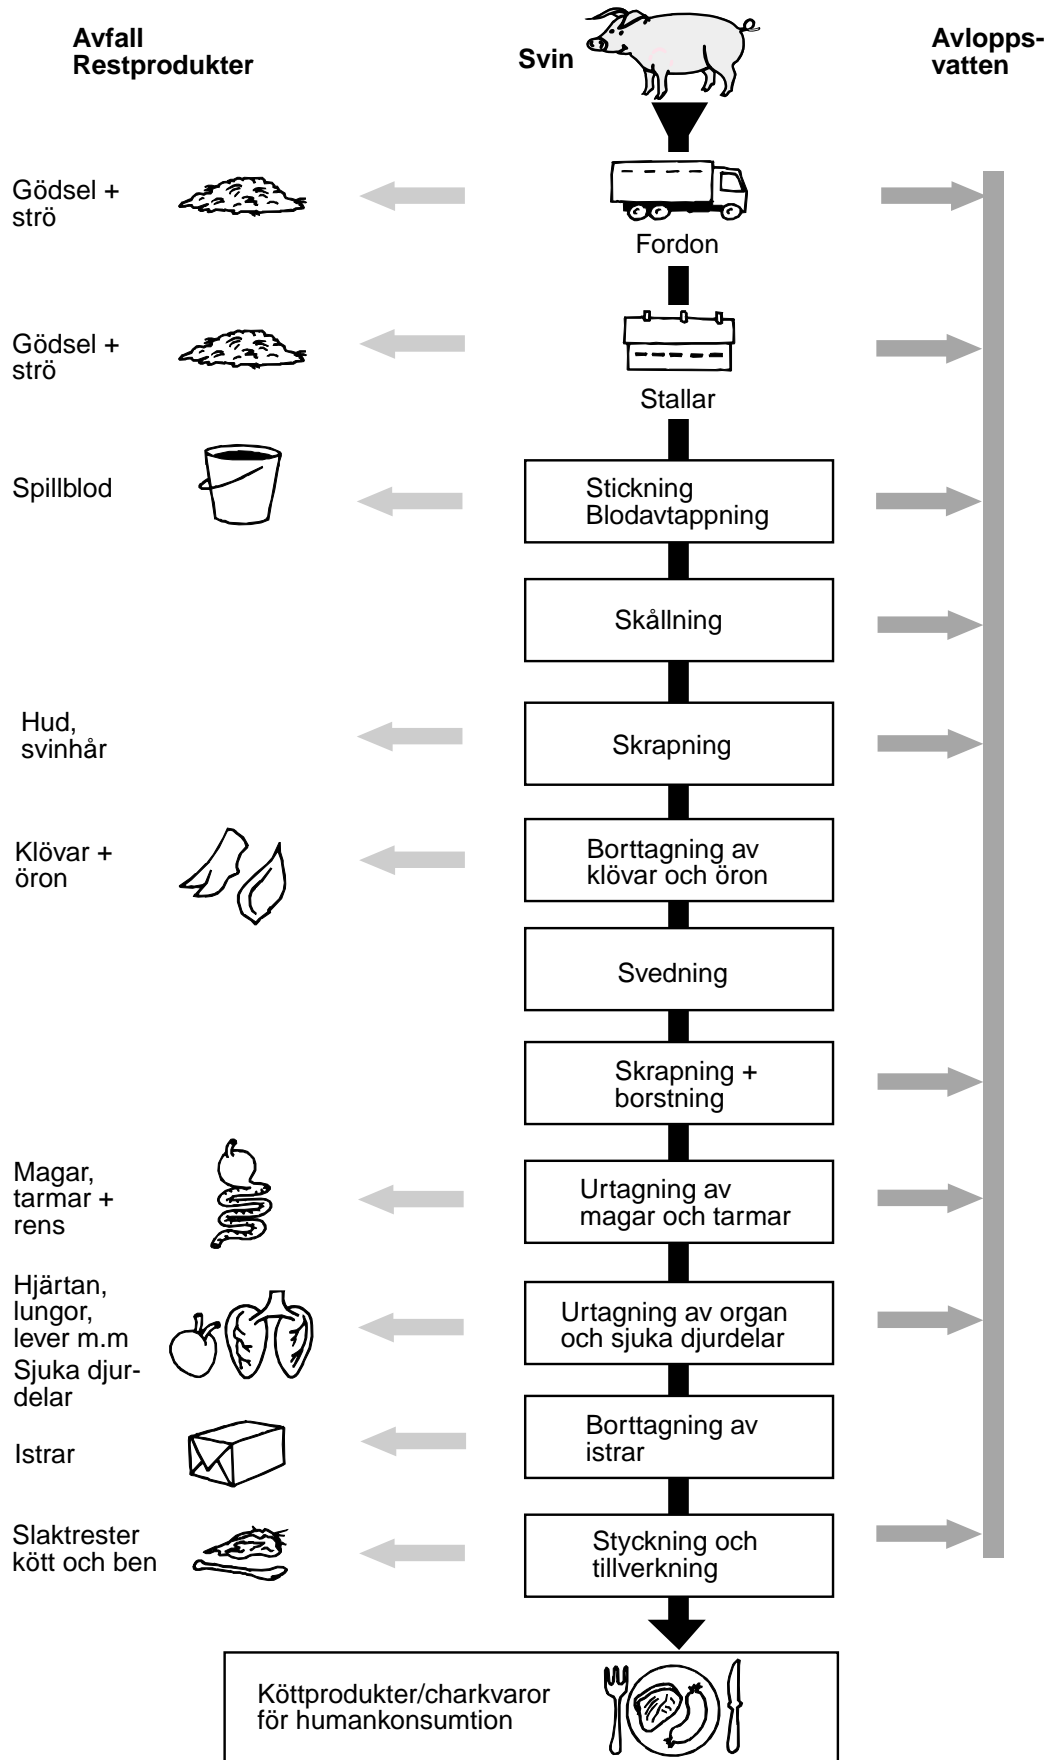 Avfall
Restprodukter
Svin
Avlopps-
vatten
Gödsel +
strö
Fordon
Gödsel +
strö
Stallar
Spillblod
Stickning
Blodavtappning
Skållning
Hud,
svinhår
Skrapning
Klövar +
öron
Borttagning av
klövar och öron
Svedning
Skrapning +
borstning
Magar,
tarmar +
rens
Urtagning av
magar och tarmar
Hjärtan,
lungor,
lever m.m
Sjuka djur-
delar
Urtagning av organ
och sjuka djurdelar
Istrar
Borttagning av
istrar
Slaktrester
kött och ben
Styckning och
tillverkning
Köttprodukter/charkvaror
för humankonsumtion